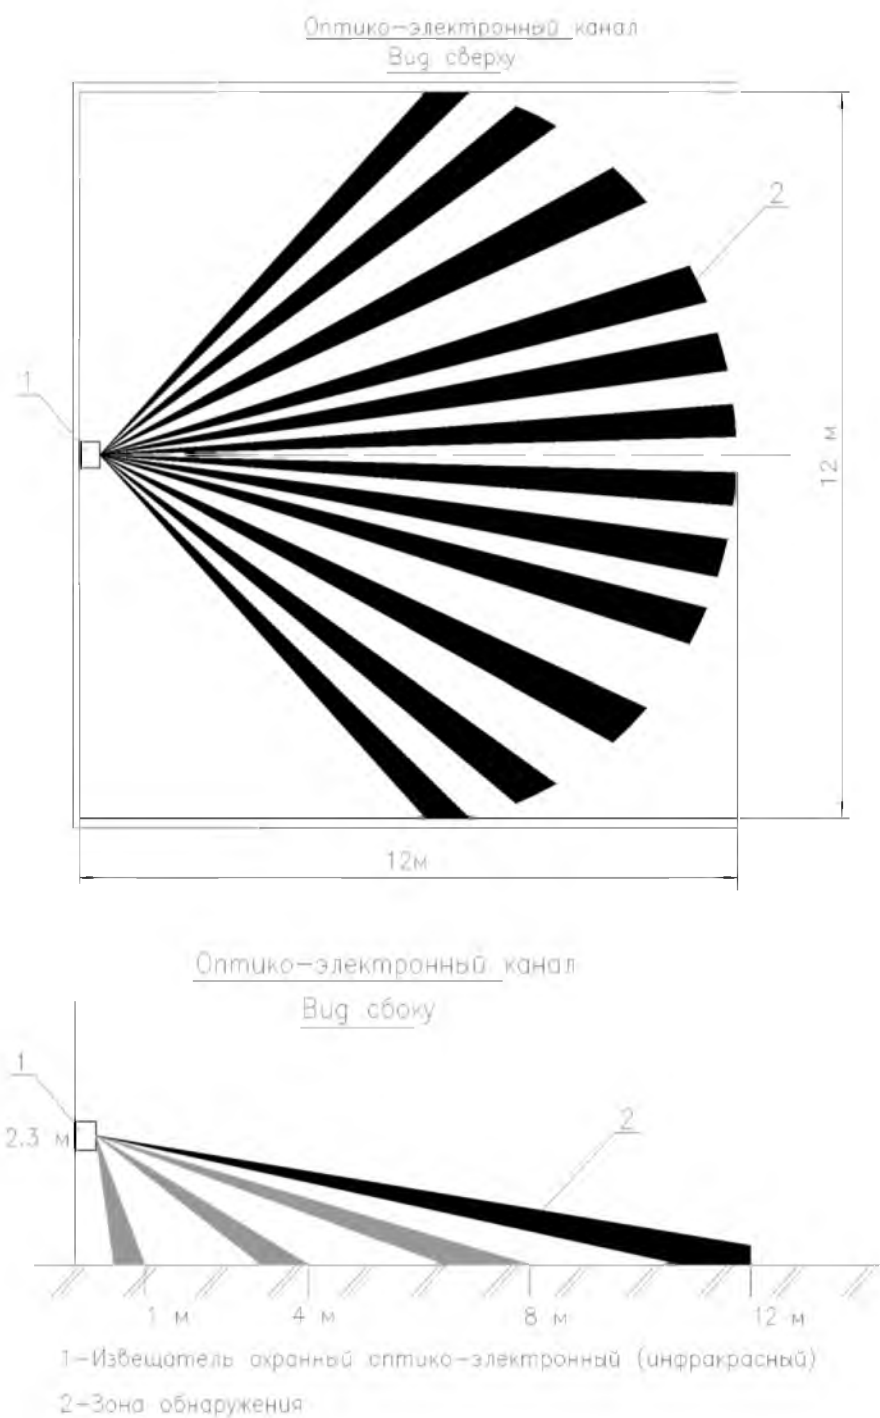 Оптико-электронный канал
Вид сверху
2
1
12 м
12м
Оптико-электронный канал
Вид сбоку
1
2
2.3 м
1 м 4 м 8 м 12 м
1-Извещатель охранный оптико-электронный (инфракрасный)
2-Зона обнаружения